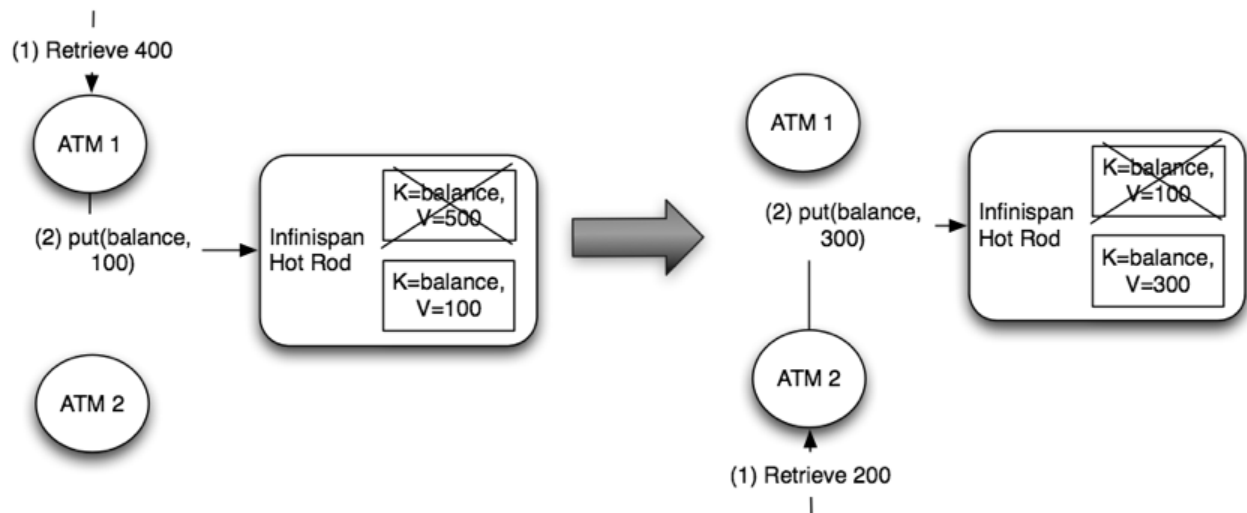 (1) Retrieve 400
ATM 1
(2) put(balance,
100)
Infinispan
Hot Rod
K=balance,
V=500
K=balance,
V=100
ATM 2
ATM 1
(2) put(balance,
300)
Infinispan
Hot Rod
K=balance,
V=100
K=balance,
V=300
ATM 2
(1) Retrieve 200